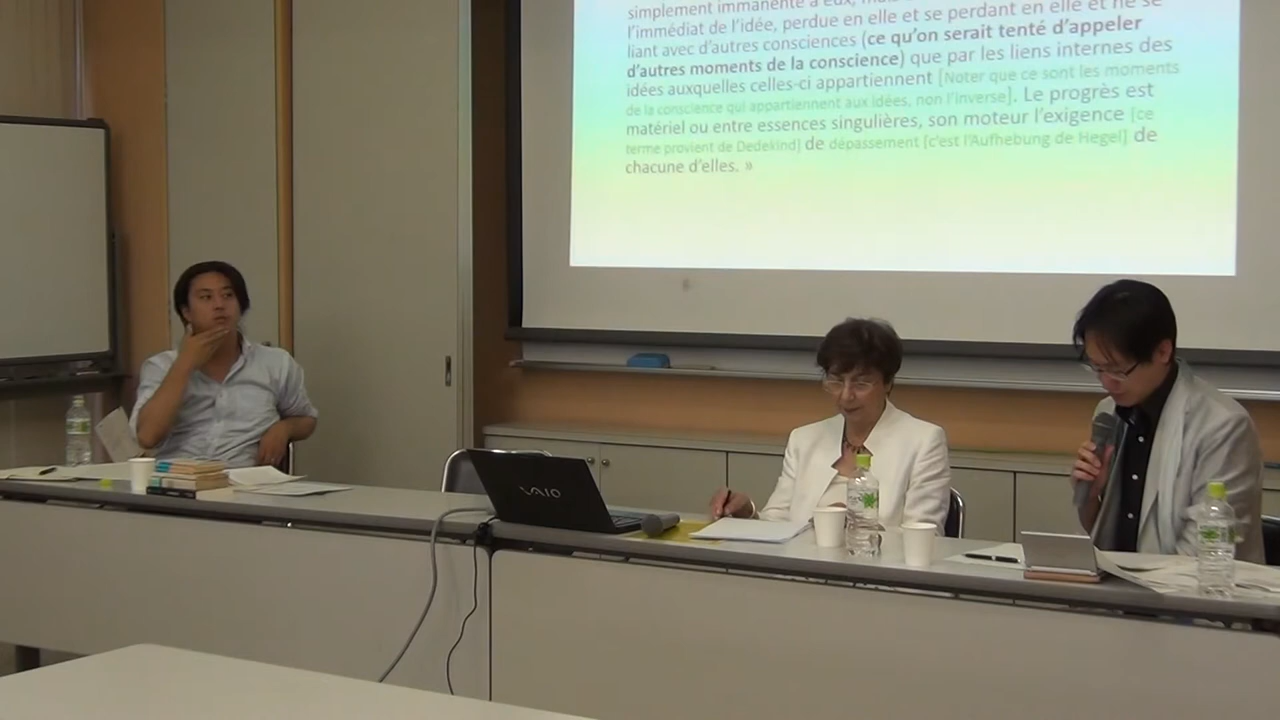 simplement immanente à eux, mais
l'immédiat de l'idée, perdue en elle et se perdant en elle et ne se
liant avec d'autres consciences (ce qu'on serait tenté d'appeler
d'autres moments de la conscience) que par les liens internes des
idées auxquelles celles-ci appartiennent [Noter que ce sont les moments
de la conscience qui appartiennent aux idées, non l'inverse]. Le progrès est
matériel ou entre essences singulières, son moteur l'exigence [ce
terme provient de Dedekind] de dépassement [c'est l'Aufhebung de Hegel] de
chacune d'elles. »
VAIO